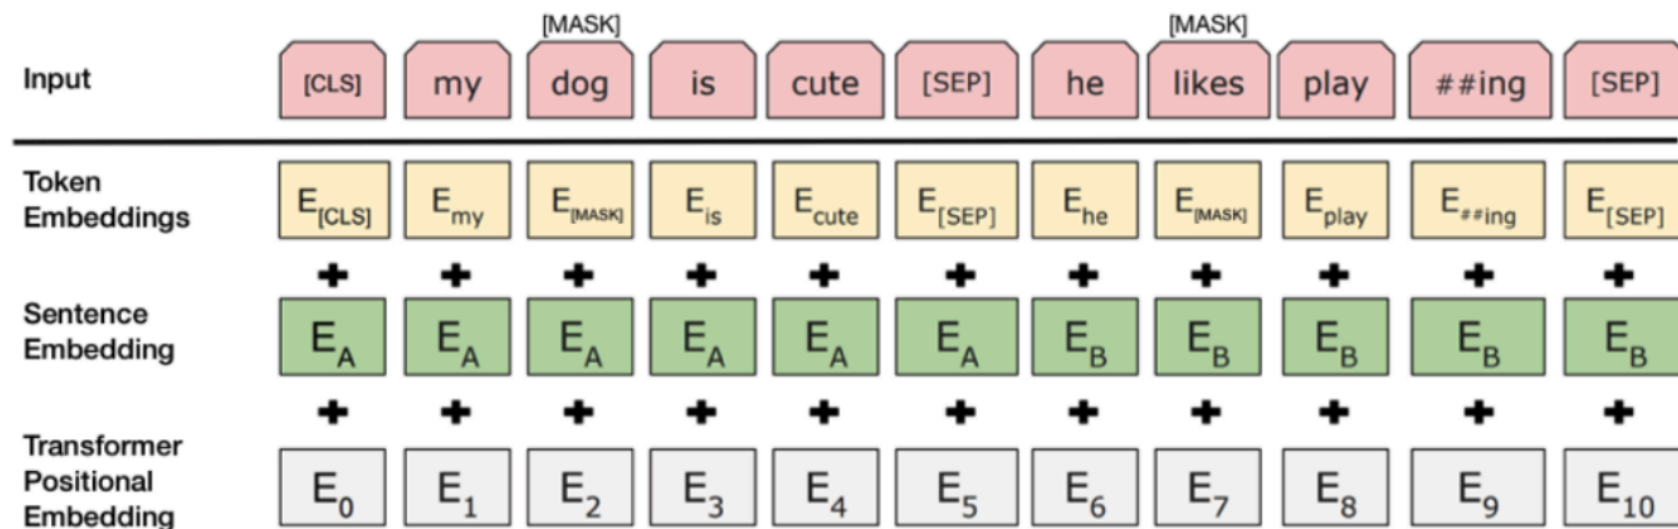 [MASK] [MASK]
Input [CLS] my dog is cute [SEP] he likes play ##ing [SEP]
Token
Embeddings E[CLS] Emy E[MASK] Eis Ecute E[SEP] Ehe E[MASK] Eplay E##ing E[SEP]
+ + + + + + + + + + +
Sentence
Embedding EA EA EA EA EA EA EB EB EB EB EB
+ + + + + + + + + + +
Transformer
Positional
Embedding E0 E1 E2 E3 E4 E5 E6 E7 E8 E9 E10